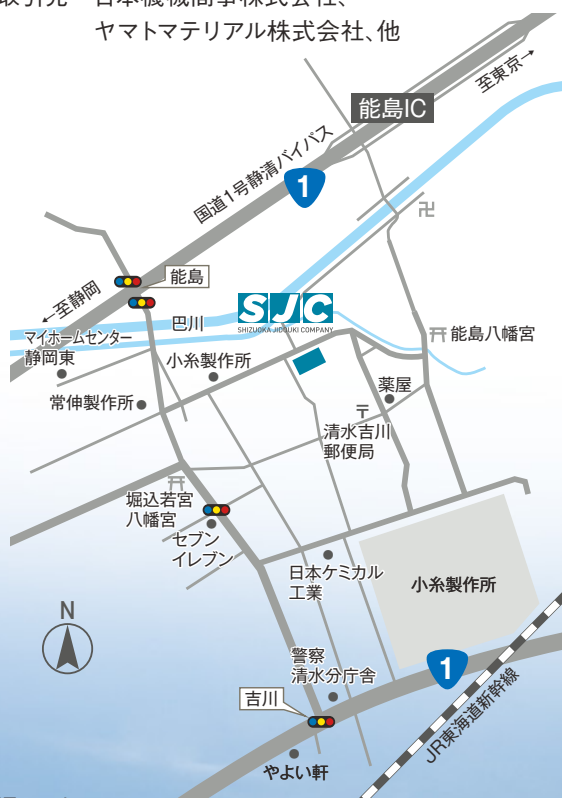 日本機械商事株式会社、
ヤマトマテリアル株式会社、他
至東京→
能島IC
国道1号静清バイパス
1
能島
←至静岡
巴川
SJC
SHIZUOKA JIDOUKI COMPANY
能島八幡宮
マイホームセンター
静岡東
小糸製作所
常伸製作所
薬屋
〒
清水吉川
郵便局
堀込若宮
八幡宮
セブン
イレブン
日本ケミカル
工業
小糸製作所
N
警察
清水分庁舎
1
吉川
JR東海道新幹線
やよい軒